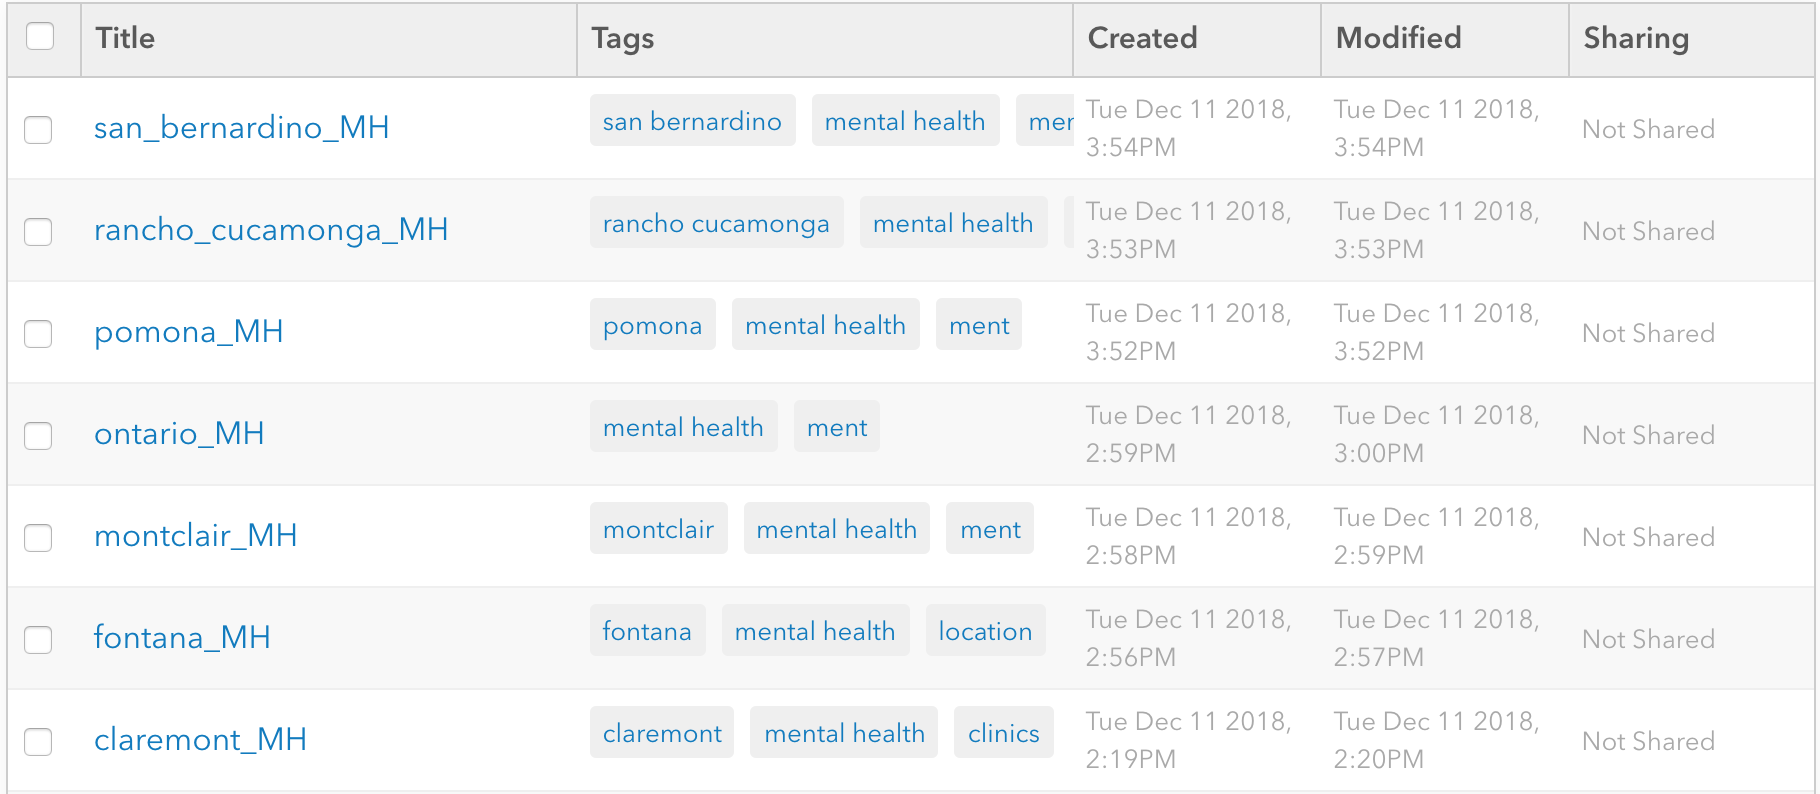 Title Tags Created Modified Sharing
san_bernardino_MH san bernardino mental health Tue Dec 11 2018, 3:54PM Tue Dec 11 2018, 3:54PM Not Shared
rancho_cucamonga_MH rancho cucamonga mental health Tue Dec 11 2018, 3:53PM Tue Dec 11 2018, 3:53PM Not Shared
pomona_MH pomona mental health ment Tue Dec 11 2018, 3:52PM Tue Dec 11 2018, 3:52PM Not Shared
ontario_MH mental health ment Tue Dec 11 2018, 2:59PM Tue Dec 11 2018, 3:00PM Not Shared
montclair_MH montclair mental health ment Tue Dec 11 2018, 2:58PM Tue Dec 11 2018, 2:59PM Not Shared
fontana_MH fontana mental health location Tue Dec 11 2018, 2:56PM Tue Dec 11 2018, 2:57PM Not Shared
claremont_MH claremont mental health clinics Tue Dec 11 2018, 2:19PM Tue Dec 11 2018, 2:20PM Not Shared